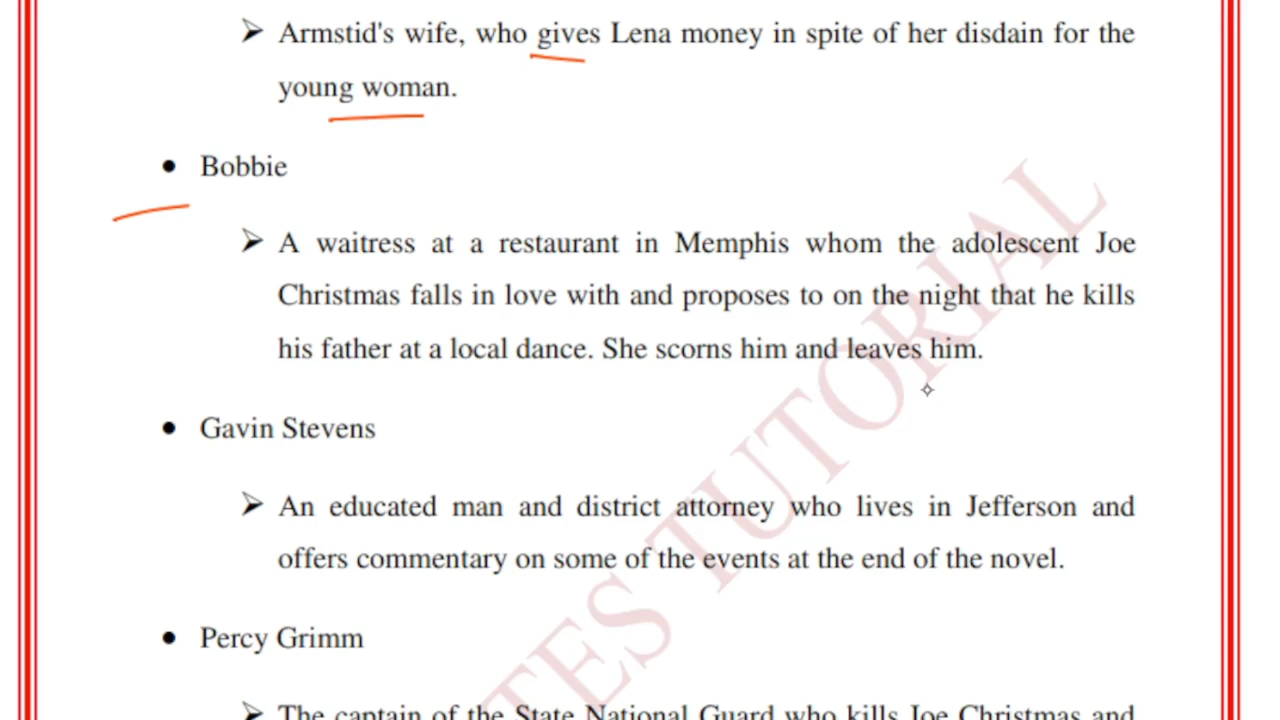 ➤ Armstid's wife, who gives Lena money in spite of her disdain for the
young woman.
• Bobbie
➤ A waitress at a restaurant in Memphis whom the adolescent Joe
Christmas falls in love with and proposes to on the night that he kills
his father at a local dance. She scorns him and leaves him.
• Gavin Stevens
➤ An educated man and district attorney who lives in Jefferson and
offers commentary on some of the events at the end of the novel.
• Percy Grimm
➤ The captain of the State National Guard who kills Joe Christmas and
TES TUTORIAL